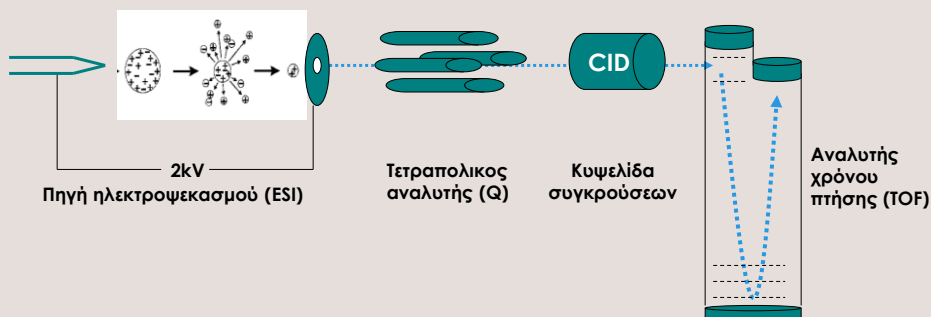 CID
2kV
Πηγή ηλεκτροψεκασμού (ESI)
Τετραπολικος
αναλυτής (Q)
Κυψελίδα
συγκρούσεων
Αναλυτής
χρόνου
πτήσης (TOF)